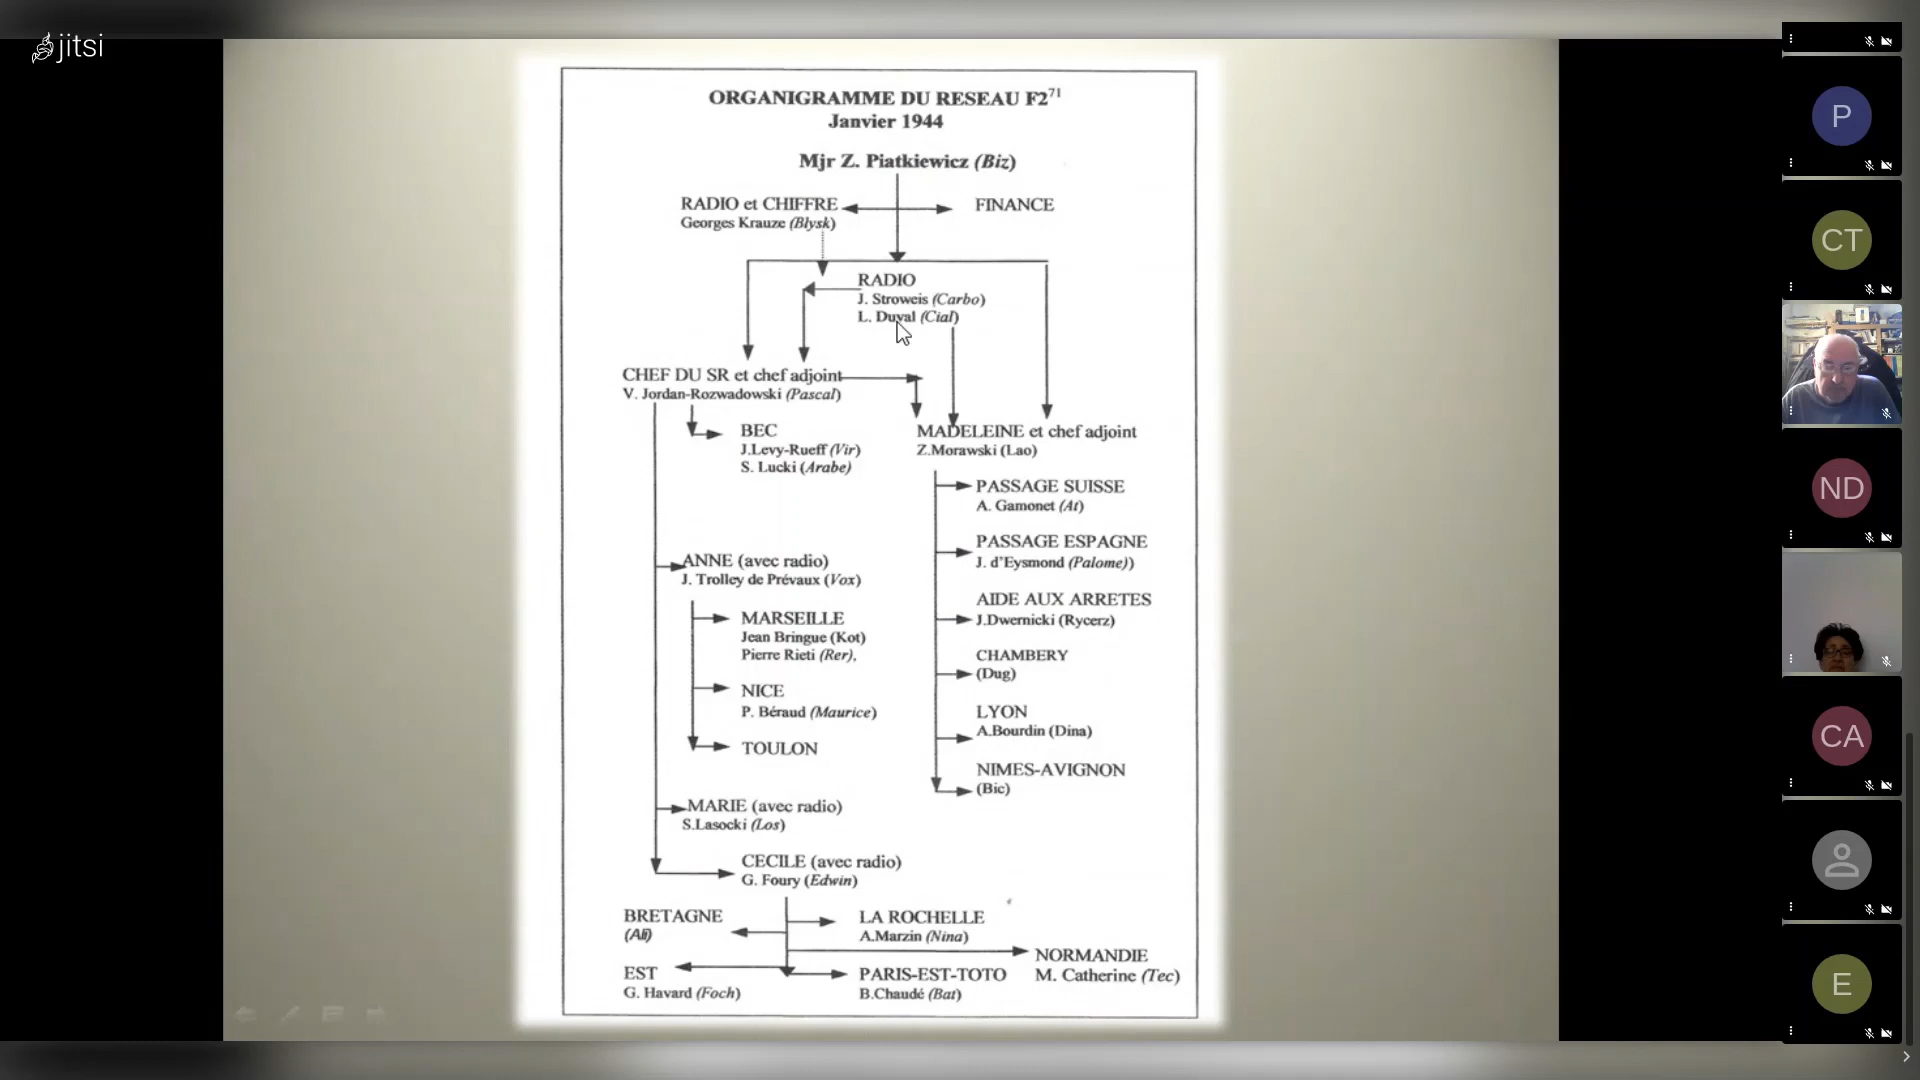 jitsi
ORGANIGRAMME DU RESEAU F2⁷¹
Janvier 1944
Mjr Z. Piatkiewicz (Biz)
RADIO et CHIFFRE
Georges Krauze (Blysk)
FINANCE
RADIO
J. Stroweis (Carbo)
L. Duval (Cial)
CHEF DU SR et chef adjoint
V. Jordan-Rozwadowski (Pascal)
BEC
J.Levy-Rueff (Vir)
S. Lucki (Arabe)
MADELEINE et chef adjoint
Z.Morawski (Lao)
PASSAGE SUISSE
A. Gamonet (At)
PASSAGE ESPAGNE
J. d'Eysmond (Palome))
AIDE AUX ARRETES
J.Dwernicki (Rycerz)
CHAMBERY
(Dug)
LYON
A.Bourdin (Dina)
NIMES-AVIGNON
(Bic)
ANNE (avec radio)
J. Trolley de Prévaux (Vox)
MARSEILLE
Jean Bringue (Kot)
Pierre Rieti (Rer),
NICE
P. Béraud (Maurice)
TOULON
MARIE (avec radio)
S.Lasocki (Los)
CECILE (avec radio)
G. Foury (Edwin)
BRETAGNE
(Ali)
LA ROCHELLE
A.Marzin (Nina)
NORMANDIE
M. Catherine (Tec)
EST
G. Havard (Foch)
PARIS-EST-TOTO
B.Chaudé (Bat)
P
CT
ND
CA
E